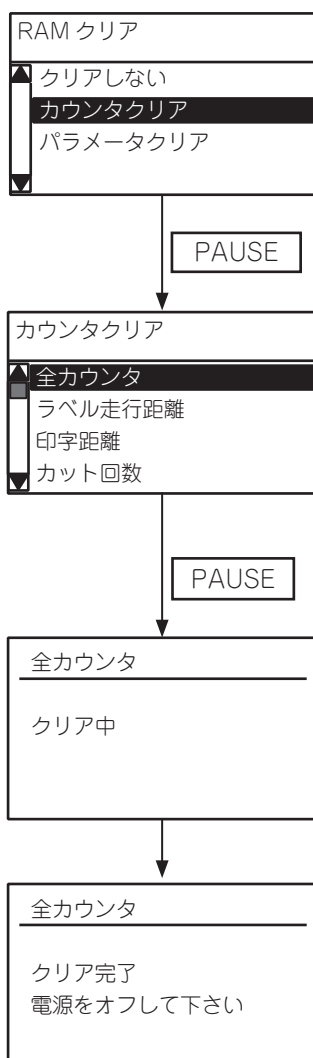 RAM クリア
クリアしない
カウンタクリア
パラメータクリア
PAUSE
カウンタクリア
全カウンタ
ラベル走行距離
印字距離
カット回数
PAUSE
全カウンタ
クリア中
全カウンタ
クリア完了
電源をオフして下さい